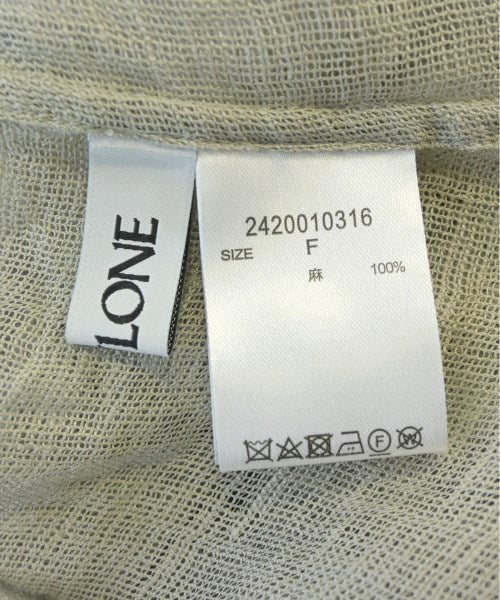 LONE
2420010316
SIZE F
麻 100%
F W